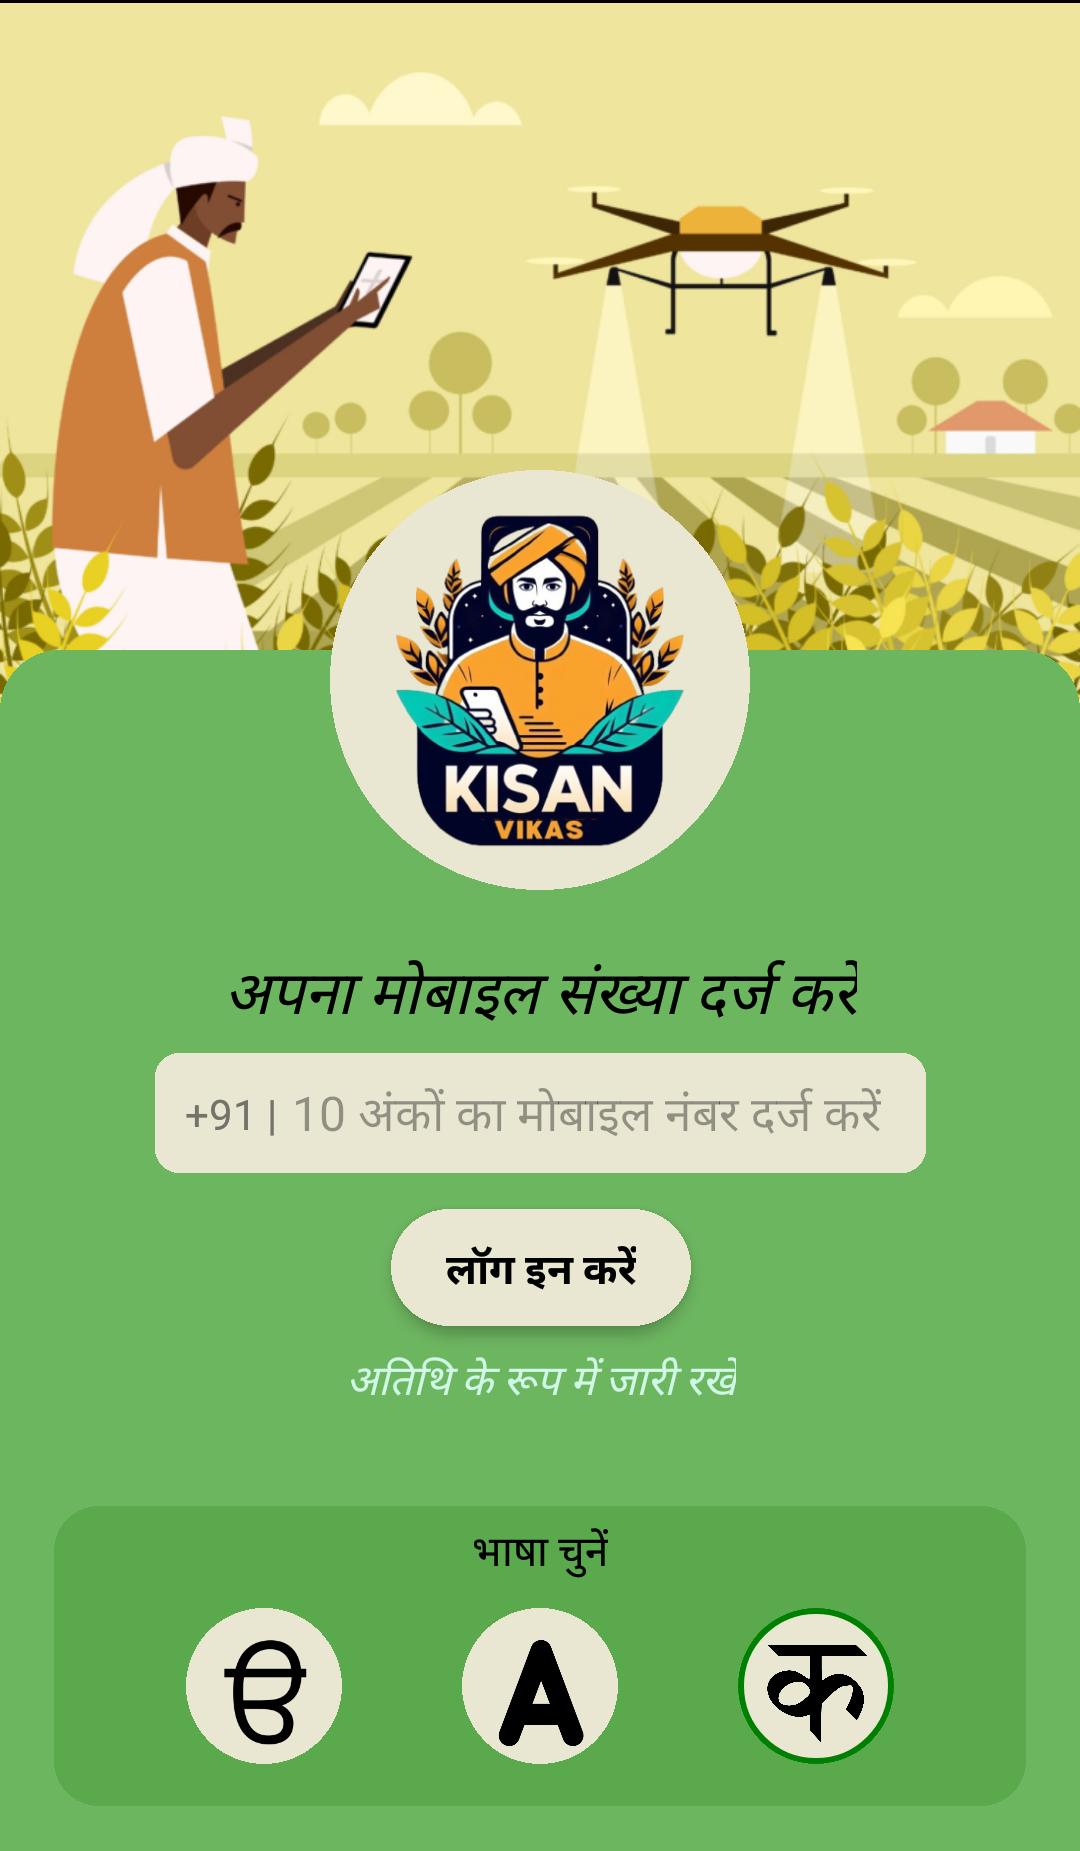 KISAN
VIKAS
अपना मोबाइल संख्या दर्ज करे
+91 | 10 अंकों का मोबाइल नंबर दर्ज करें
लॉग इन करें
अतिथि के रूप में जारी रखे
भाषा चुनें
ੳ A क